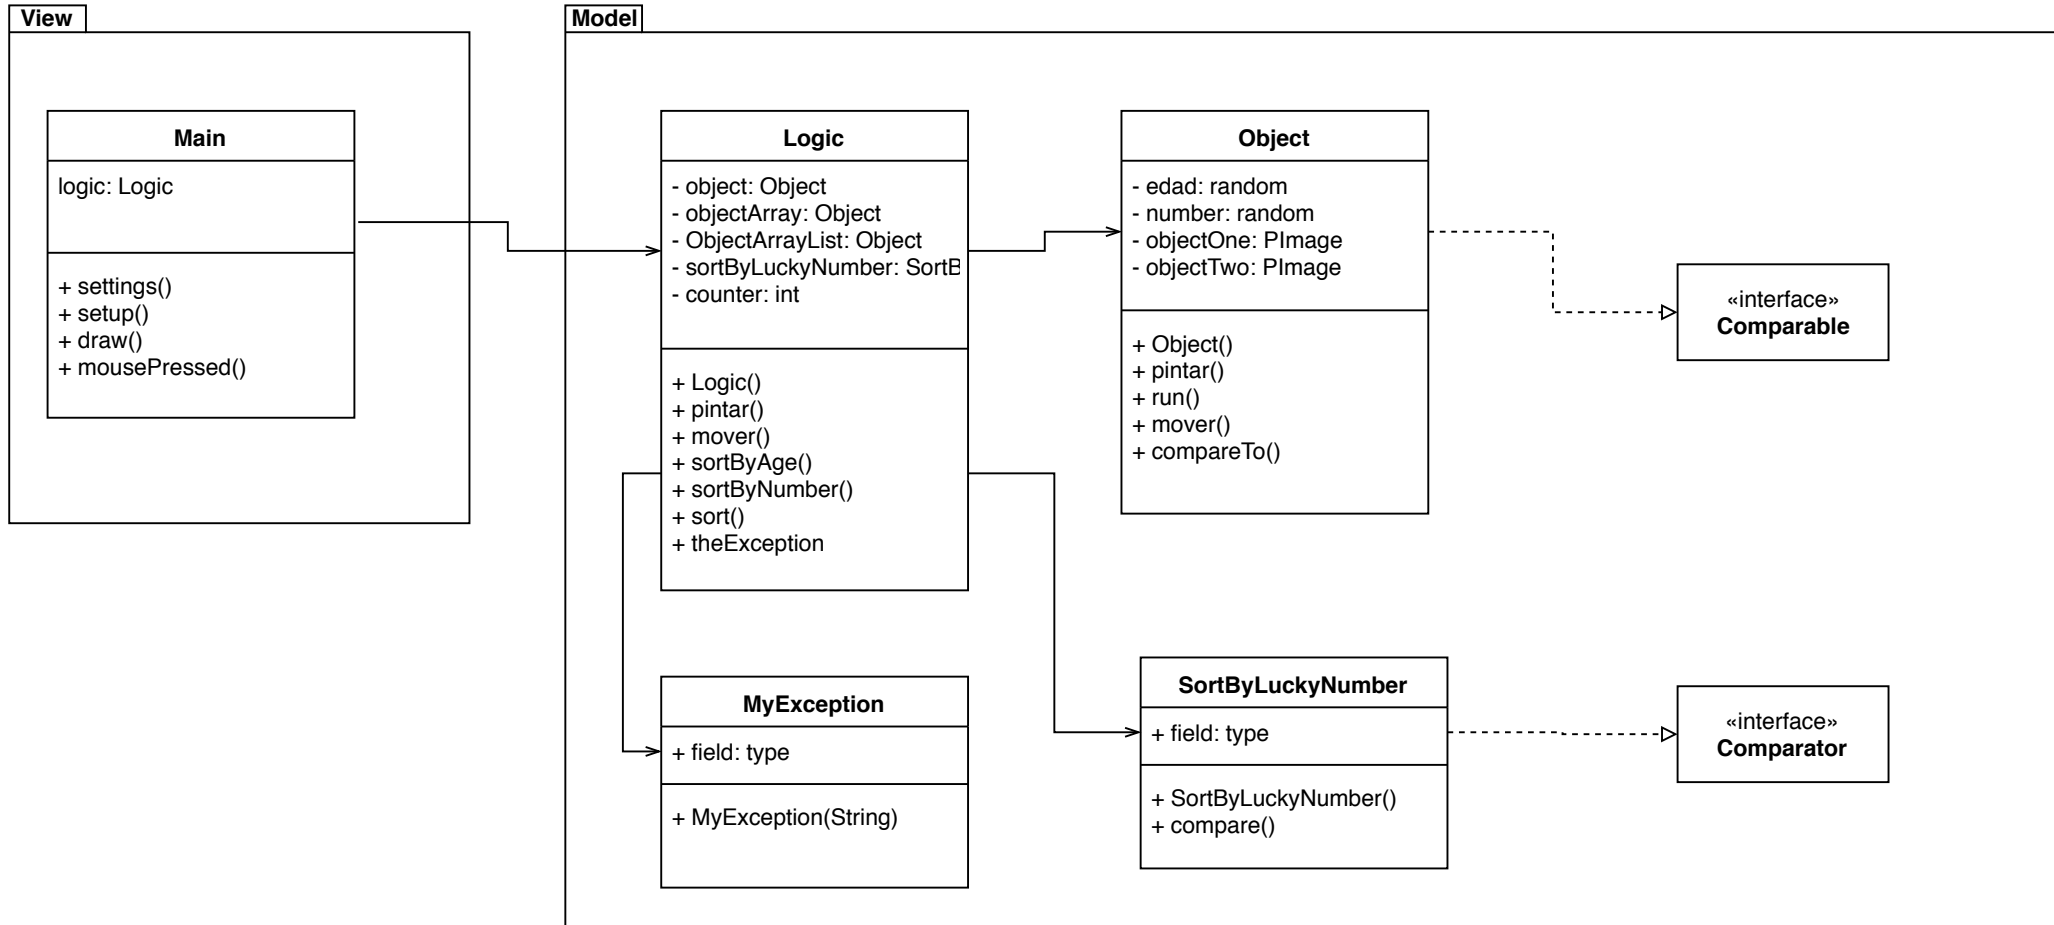 View
Model
Main
logic: Logic
+ settings()
+ setup()
+ draw()
+ mousePressed()
Logic
- object: Object
- objectArray: Object
- ObjectArrayList: Object
- sortByLuckyNumber: SortB
- counter: int
+ Logic()
+ pintar()
+ mover()
+ sortByAge()
+ sortByNumber()
+ sort()
+ theException
Object
- edad: random
- number: random
- objectOne: PImage
- objectTwo: PImage
+ Object()
+ pintar()
+ run()
+ mover()
+ compareTo()
«interface»
Comparable
MyException
+ field: type
+ MyException(String)
SortByLuckyNumber
+ field: type
+ SortByLuckyNumber()
+ compare()
«interface»
Comparator